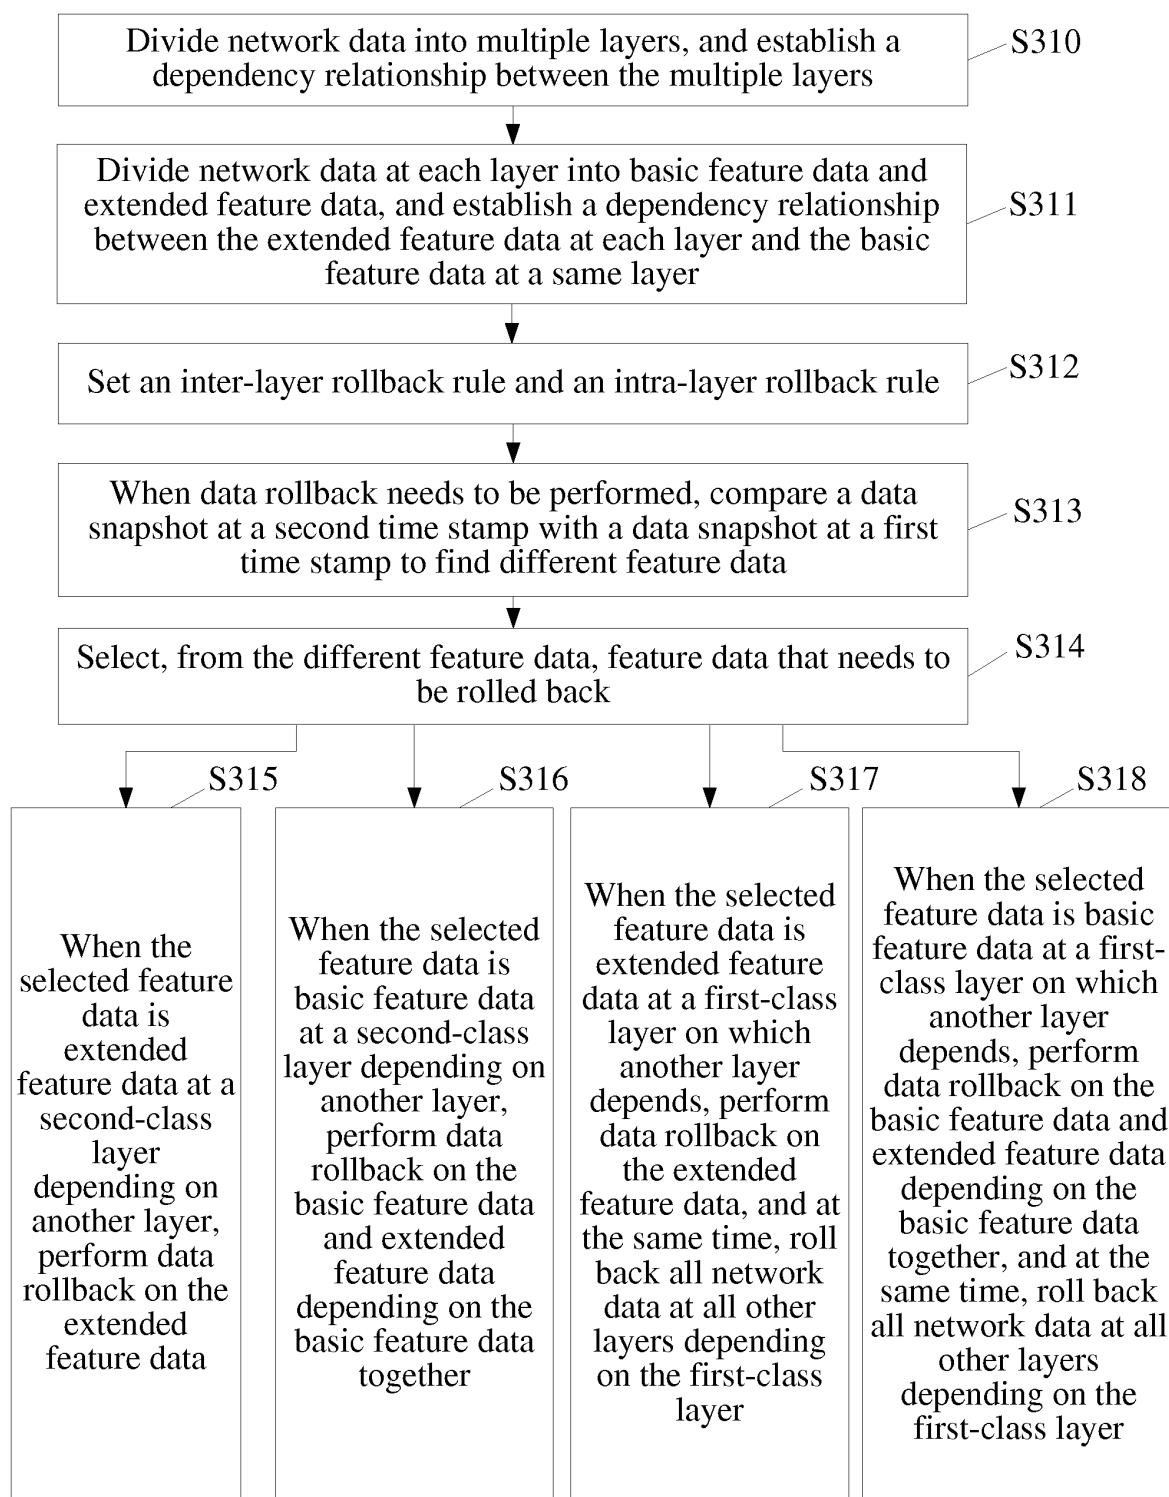 Divide network data into multiple layers, and establish a
dependency relationship between the multiple layers
S310
Divide network data at each layer into basic feature data and
extended feature data, and establish a dependency relationship
between the extended feature data at each layer and the basic
feature data at a same layer
S311
Set an inter-layer rollback rule and an intra-layer rollback rule
S312
When data rollback needs to be performed, compare a data
snapshot at a second time stamp with a data snapshot at a first
time stamp to find different feature data
S313
Select, from the different feature data, feature data that needs to
be rolled back
S314
S315
When the
selected feature
data is
extended
feature data at a
second-class
layer
depending on
another layer,
perform data
rollback on the
extended
feature data
S316
When the selected
feature data is
basic feature data
at a second-class
layer depending on
another layer,
perform data
rollback on the
basic feature data
and extended
feature data
depending on the
basic feature data
together
S317
When the selected
feature data is
extended feature
data at a first-class
layer on which
another layer
depends, perform
data rollback on
the extended
feature data, and at
the same time, roll
back all network
data at all other
layers depending
on the first-class
layer
S318
When the selected
feature data is basic
feature data at a first-
class layer on which
another layer
depends, perform
data rollback on the
basic feature data and
extended feature data
depending on the
basic feature data
together, and at the
same time, roll back
all network data at all
other layers
depending on the
first-class layer